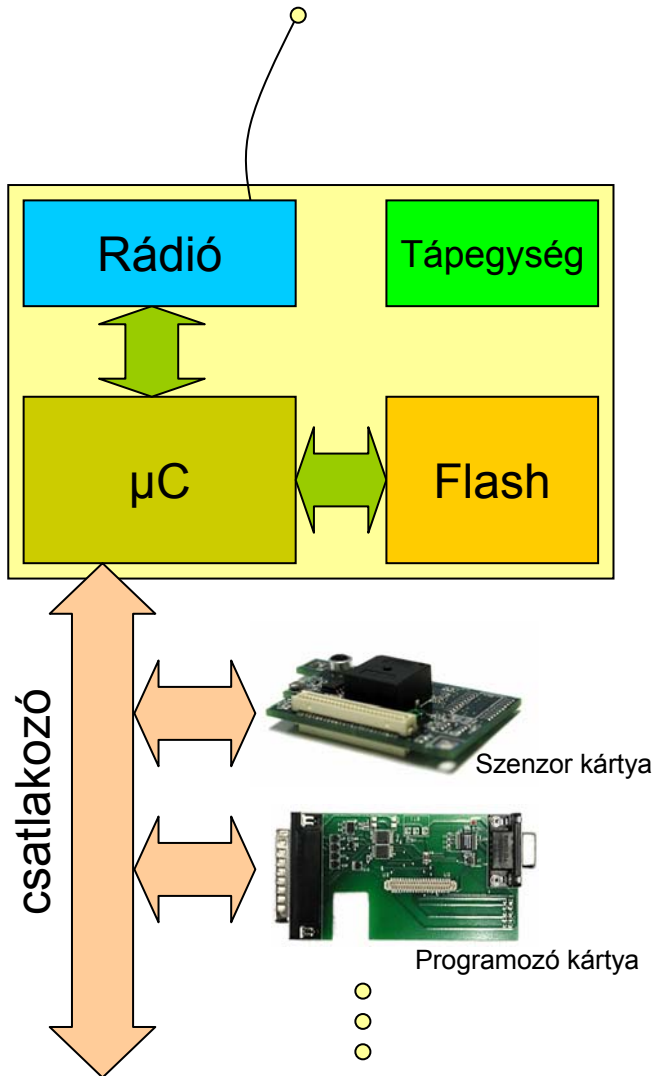 Rádió
Tápegység
µC
Flash
csatlakozó
Szenzor kártya
Programozó kártya